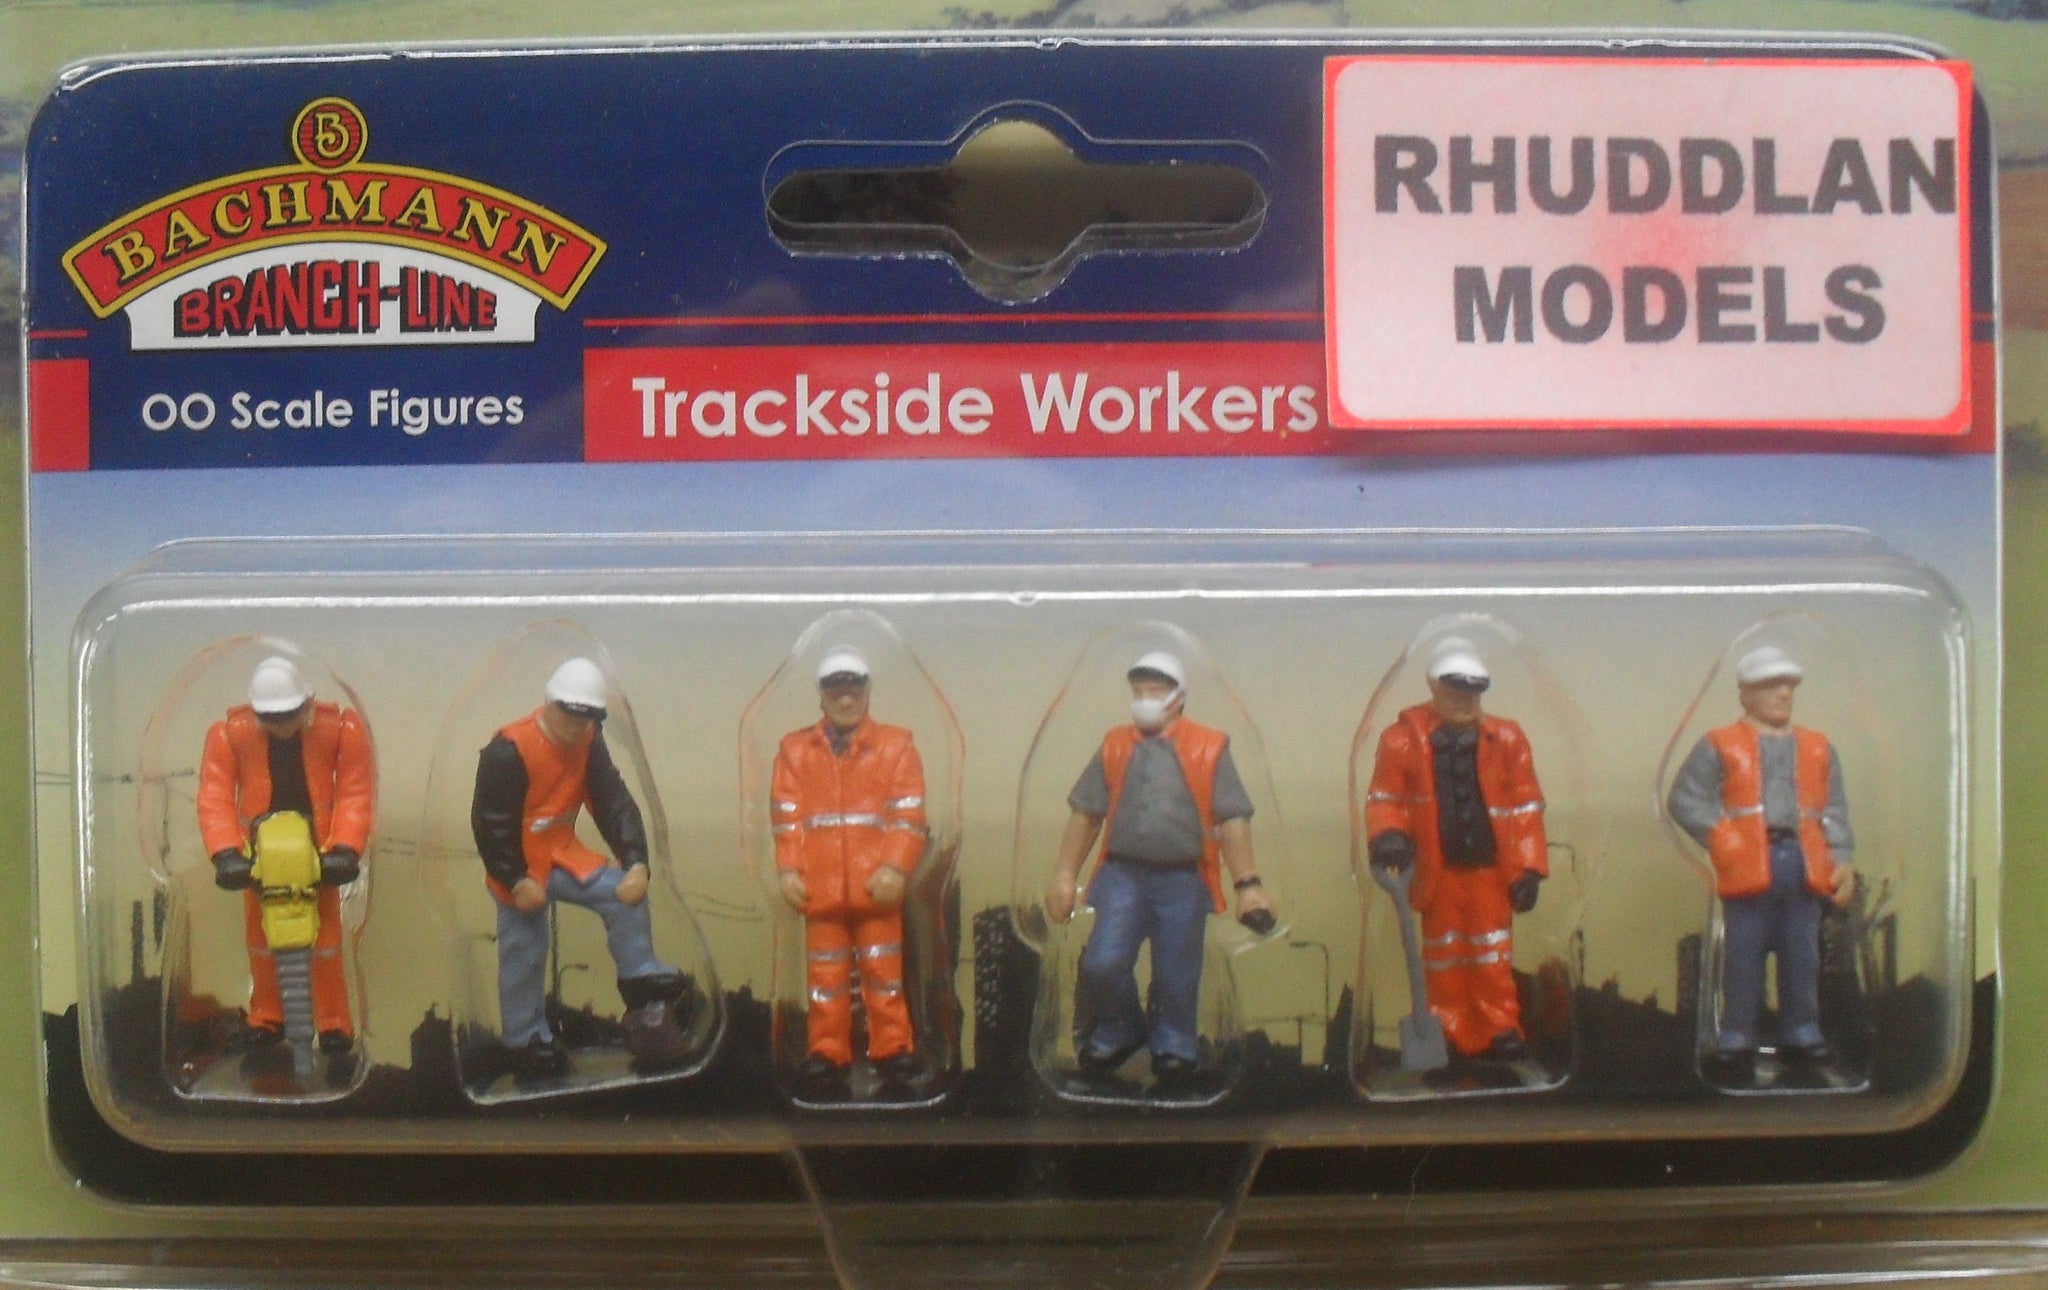 B
BACHMANN
BRANCH-LINE
OO Scale Figures
Trackside Workers
RHUDDLAN
MODELS